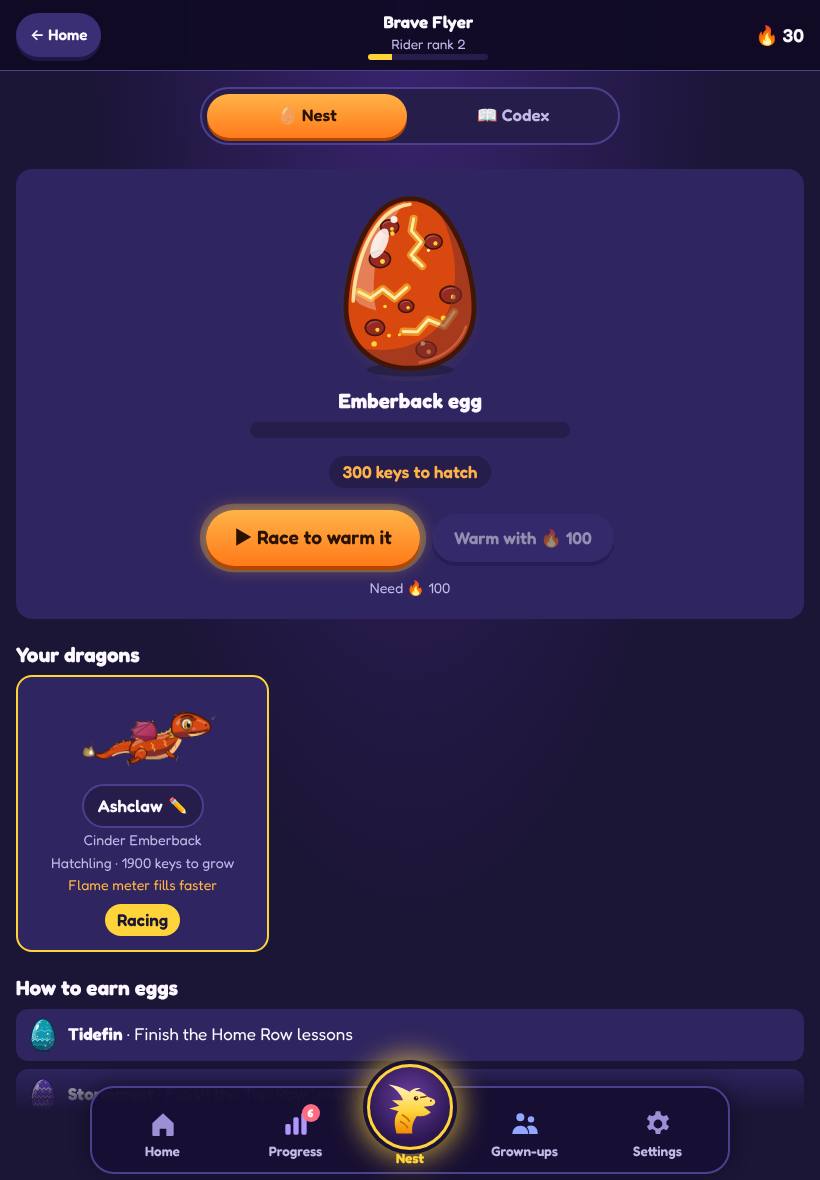 ← Home
Brave Flyer
Rider rank 2
🔥 30
🥚 Nest
📖 Codex
Emberback egg
300 keys to hatch
▶ Race to warm it
Warm with 🔥 100
Need 🔥 100
Your dragons
Ashclaw ✏️
Cinder Emberback
Hatchling · 1900 keys to grow
Flame meter fills faster
Racing
How to earn eggs
Tidefin · Finish the Home Row lessons
6
Home
Progress
Nest
Grown-ups
Settings